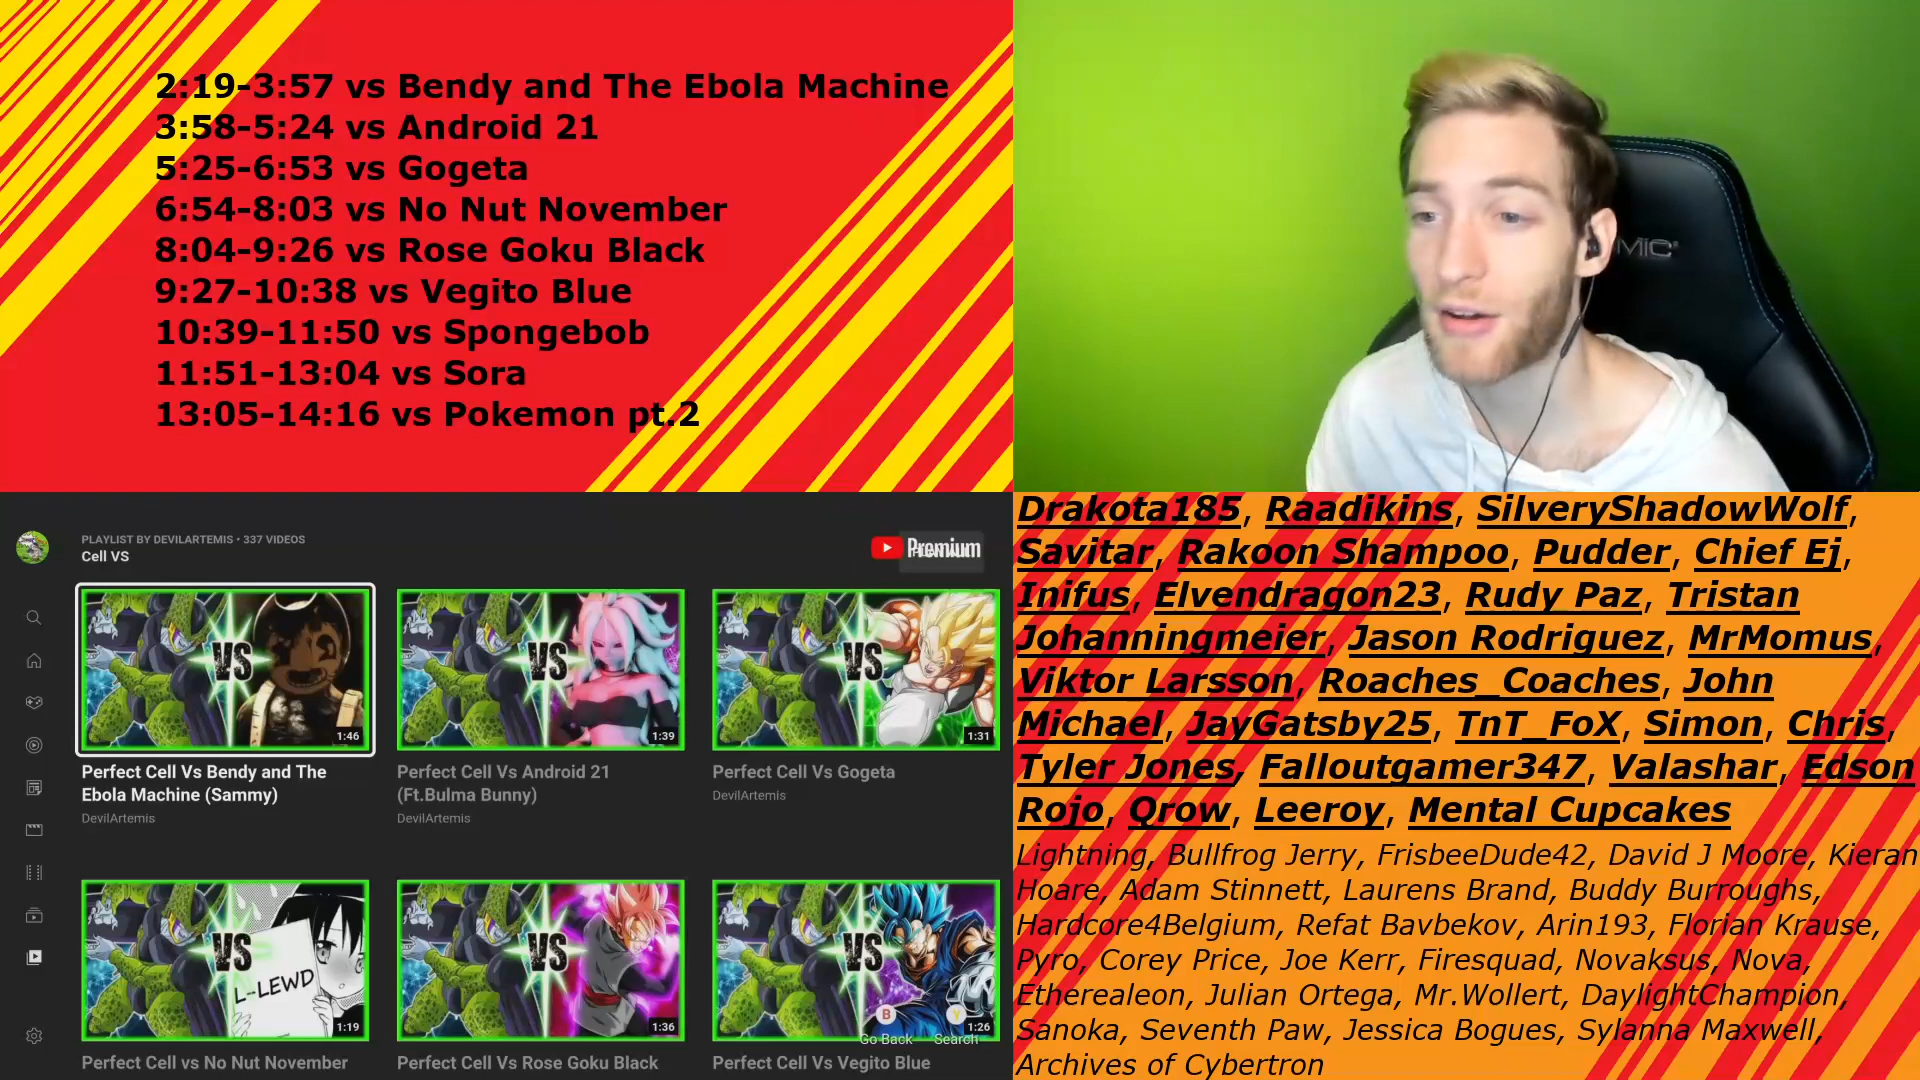 2:19-3:57 vs Bendy and The Ebola Machine
3:58-5:24 vs Android 21
5:25-6:53 vs Gogeta
6:54-8:03 vs No Nut November
8:04-9:26 vs Rose Goku Black
9:27-10:38 vs Vegito Blue
10:39-11:50 vs Spongebob
11:51-13:04 vs Sora
13:05-14:16 vs Pokemon pt.2
MIC
PLAYLIST BY DEVILARTEMIS • 337 VIDEOS
Cell VS
Premium
VS
1:46
VS
1:39
VS
1:31
Perfect Cell Vs Bendy and The
Ebola Machine (Sammy)
DevilArtemis
Perfect Cell Vs Android 21
(Ft.Bulma Bunny)
DevilArtemis
Perfect Cell Vs Gogeta
DevilArtemis
VS
L-LEWD
1:19
VS
1:36
VS
1:26
B
Go Back
Y
Search
Perfect Cell vs No Nut November
Perfect Cell Vs Rose Goku Black
Perfect Cell Vs Vegito Blue
Drakota185, Raadikins, SilveryShadowWolf,
Savitar, Rakoon Shampoo, Pudder, Chief Ej,
Inifus, Elvendragon23, Rudy Paz, Tristan
Johanningmeier, Jason Rodriguez, MrMomus,
Viktor Larsson, Roaches_Coaches, John
Michael, JayGatsby25, TnT_FoX, Simon, Chris,
Tyler Jones, Falloutgamer347, Valashar, Edson
Rojo, Qrow, Leeroy, Mental Cupcakes
Lightning, Bullfrog Jerry, FrisbeeDude42, David J Moore, Kieran
Hoare, Adam Stinnett, Laurens Brand, Buddy Burroughs,
Hardcore4Belgium, Refat Bavbekov, Arin193, Florian Krause,
Pyro, Corey Price, Joe Kerr, Firesquad, Novaksus, Nova,
Etherealeon, Julian Ortega, Mr.Wollert, DaylightChampion,
Sanoka, Seventh Paw, Jessica Bogues, Sylanna Maxwell,
Archives of Cybertron